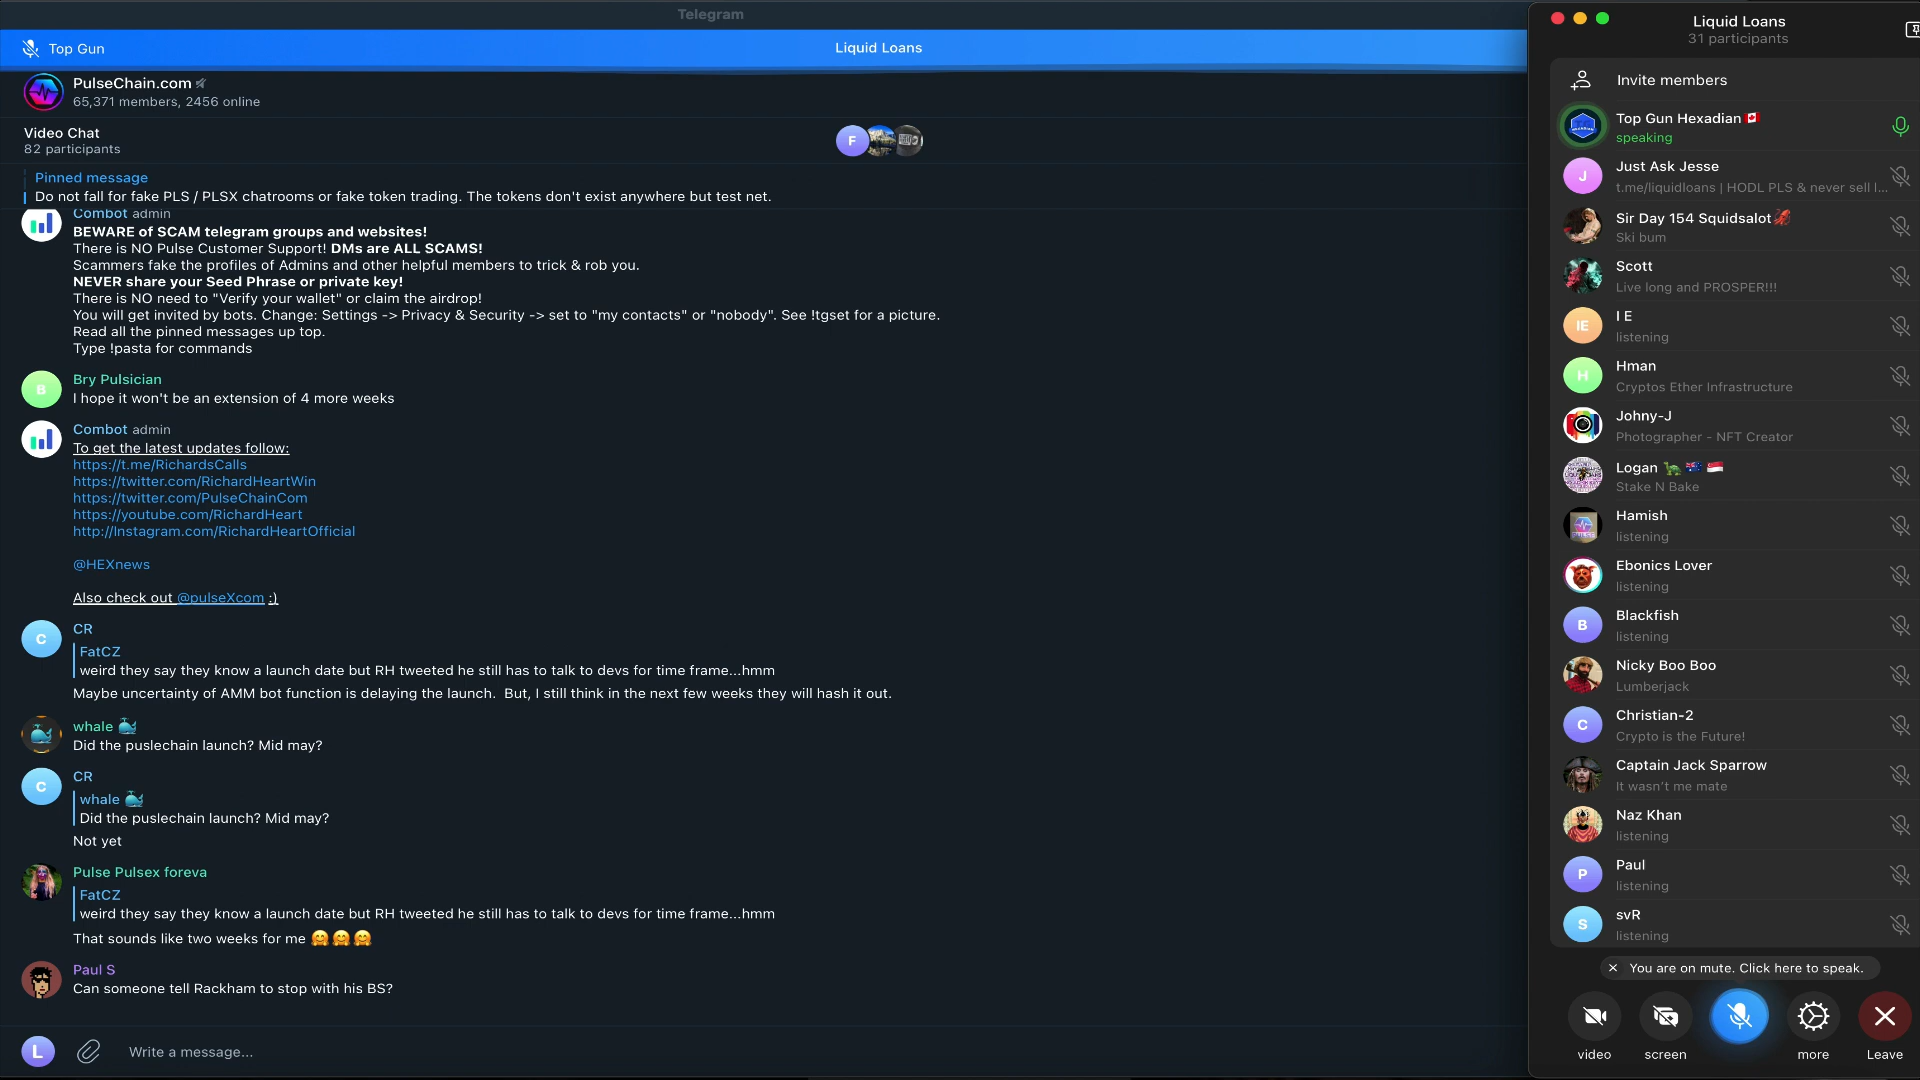 Telegram
Top Gun
Liquid Loans
PulseChain.com
65,371 members, 2456 online
Video Chat
82 participants
F
Pinned message
Do not fall for fake PLS / PLSX chatrooms or fake token trading. The tokens don't exist anywhere but test net.
Combot admin
BEWARE of SCAM telegram groups and websites!
There is NO Pulse Customer Support! DMs are ALL SCAMS!
Scammers fake the profiles of Admins and other helpful members to trick & rob you.
NEVER share your Seed Phrase or private key!
There is NO need to "Verify your wallet" or claim the airdrop!
You will get invited by bots. Change: Settings -> Privacy & Security -> set to "my contacts" or "nobody". See !tgset for a picture.
Read all the pinned messages up top.
Type !pasta for commands
B
Bry Pulsician
I hope it won't be an extension of 4 more weeks
Combot admin
To get the latest updates follow:
https://t.me/RichardsCalls
https://twitter.com/RichardHeartWin
https://twitter.com/PulseChainCom
https://youtube.com/RichardHeart
http://Instagram.com/RichardHeartOfficial
@HEXnews
Also check out @pulseXcom :)
C
CR
FatCZ
weird they say they know a launch date but RH tweeted he still has to talk to devs for time frame...hmm
Maybe uncertainty of AMM bot function is delaying the launch. But, I still think in the next few weeks they will hash it out.
whale 🐳
Did the puslechain launch? Mid may?
C
CR
whale 🐳
Did the puslechain launch? Mid may?
Not yet
Pulse Pulsex foreva
FatCZ
weird they say they know a launch date but RH tweeted he still has to talk to devs for time frame...hmm
That sounds like two weeks for me 🤗🤗🤗
Paul S
Can someone tell Rackham to stop with his BS?
L
Write a message...
Liquid Loans
31 participants
Invite members
Top Gun Hexadian🇨🇦
speaking
J
Just Ask Jesse
t.me/liquidloans | HODL PLS & never sell l...
Sir Day 154 Squidsalot🦑
Ski bum
Scott
Live long and PROSPER!!!
IE
I E
listening
H
Hman
Cryptos Ether Infrastructure
Johny-J
Photographer - NFT Creator
Logan 🐢 🇦🇺 🇸🇬
Stake N Bake
Hamish
listening
Ebonics Lover
listening
B
Blackfish
listening
Nicky Boo Boo
Lumberjack
C
Christian-2
Crypto is the Future!
Captain Jack Sparrow
It wasn't me mate
Naz Khan
listening
P
Paul
listening
S
svR
listening
You are on mute. Click here to speak.
video
screen
more
Leave